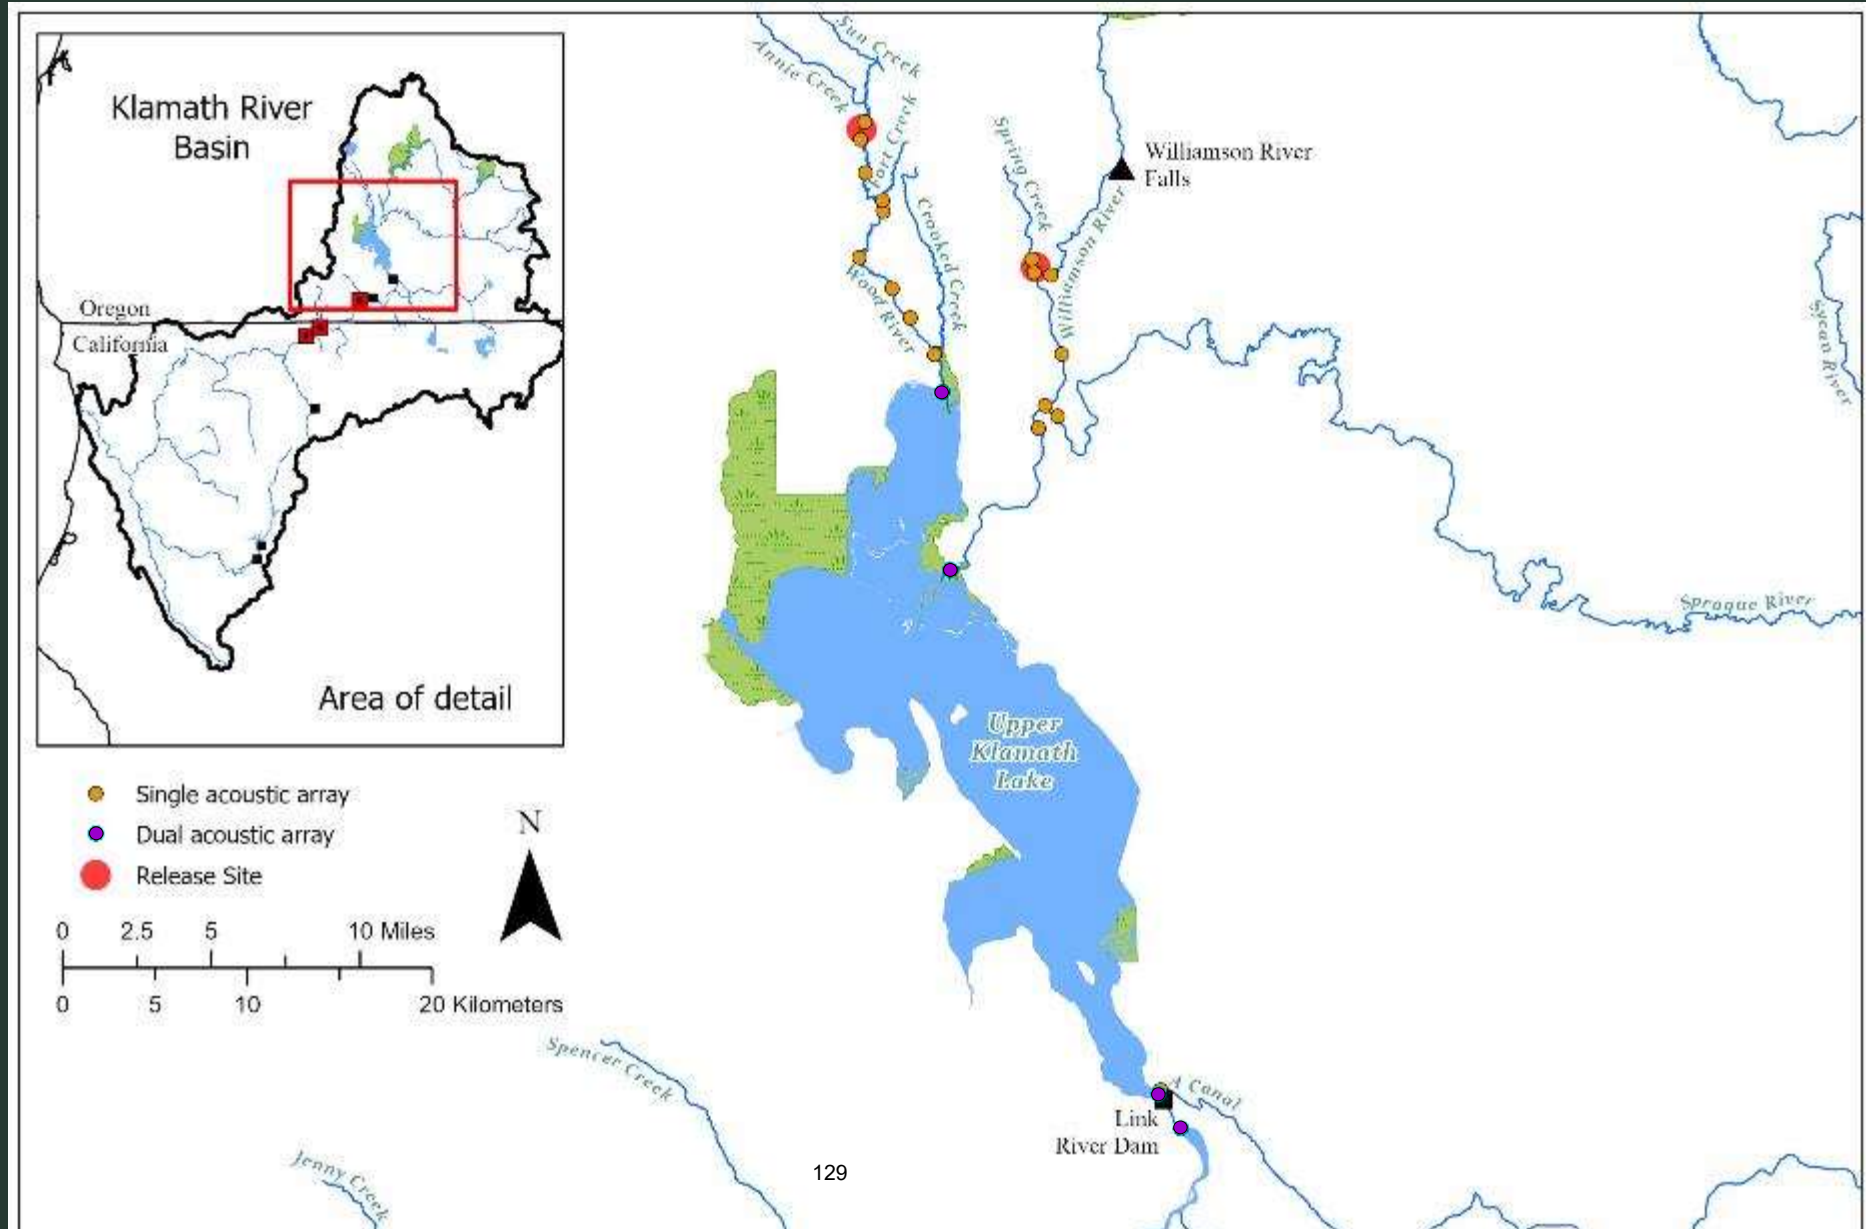 Klamath River
Basin
Oregon
California
Area of detail
Single acoustic array
Dual acoustic array
Release Site
N
0 2.5 5 10 Miles
0 5 10 20 Kilometers
Sun Creek
Annie Creek
Fort Creek
Crooked Creek
Wood River
Spring Creek
Williamson River
Falls
Williamson River
Sycan River
Sprague River
Upper
Klamath
Lake
A Canal
Link
River Dam
Spencer Creek
Jenny Creek
129